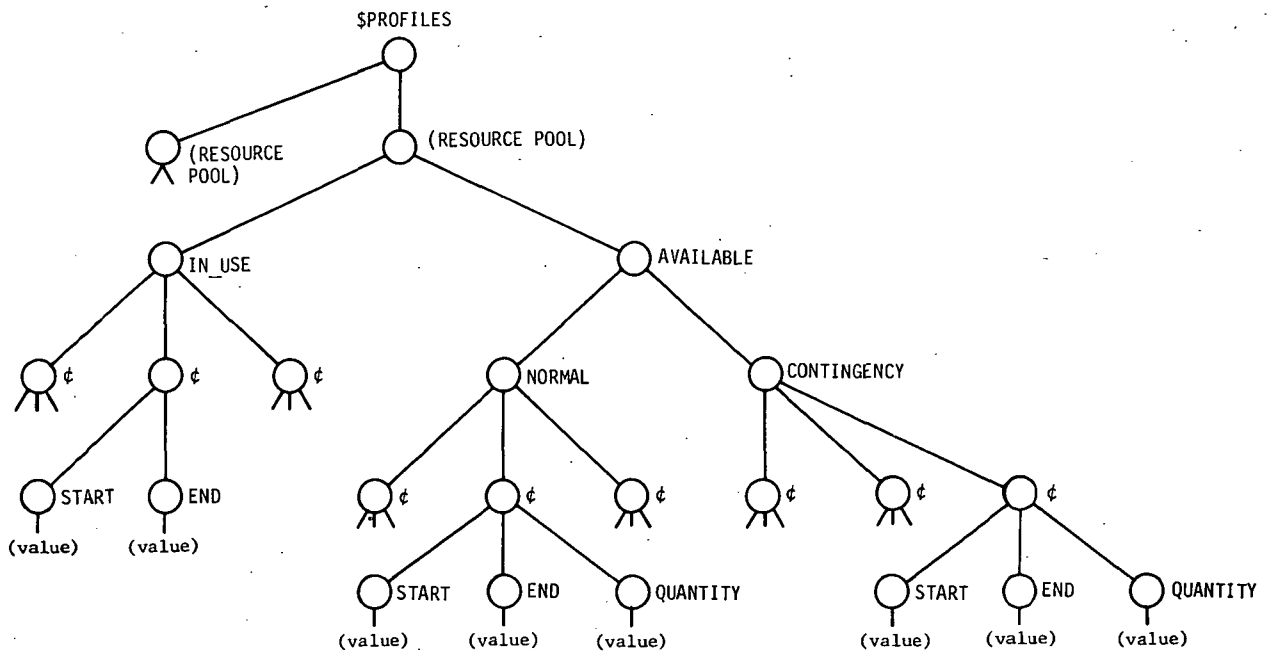 $PROFILES
(RESOURCE
POOL)
(RESOURCE POOL)
IN_USE
AVAILABLE
¢
¢
¢
NORMAL
CONTINGENCY
START
END
¢
¢
¢
¢
¢
¢
(value)
(value)
START
END
QUANTITY
START
END
QUANTITY
(value)
(value)
(value)
(value)
(value)
(value)